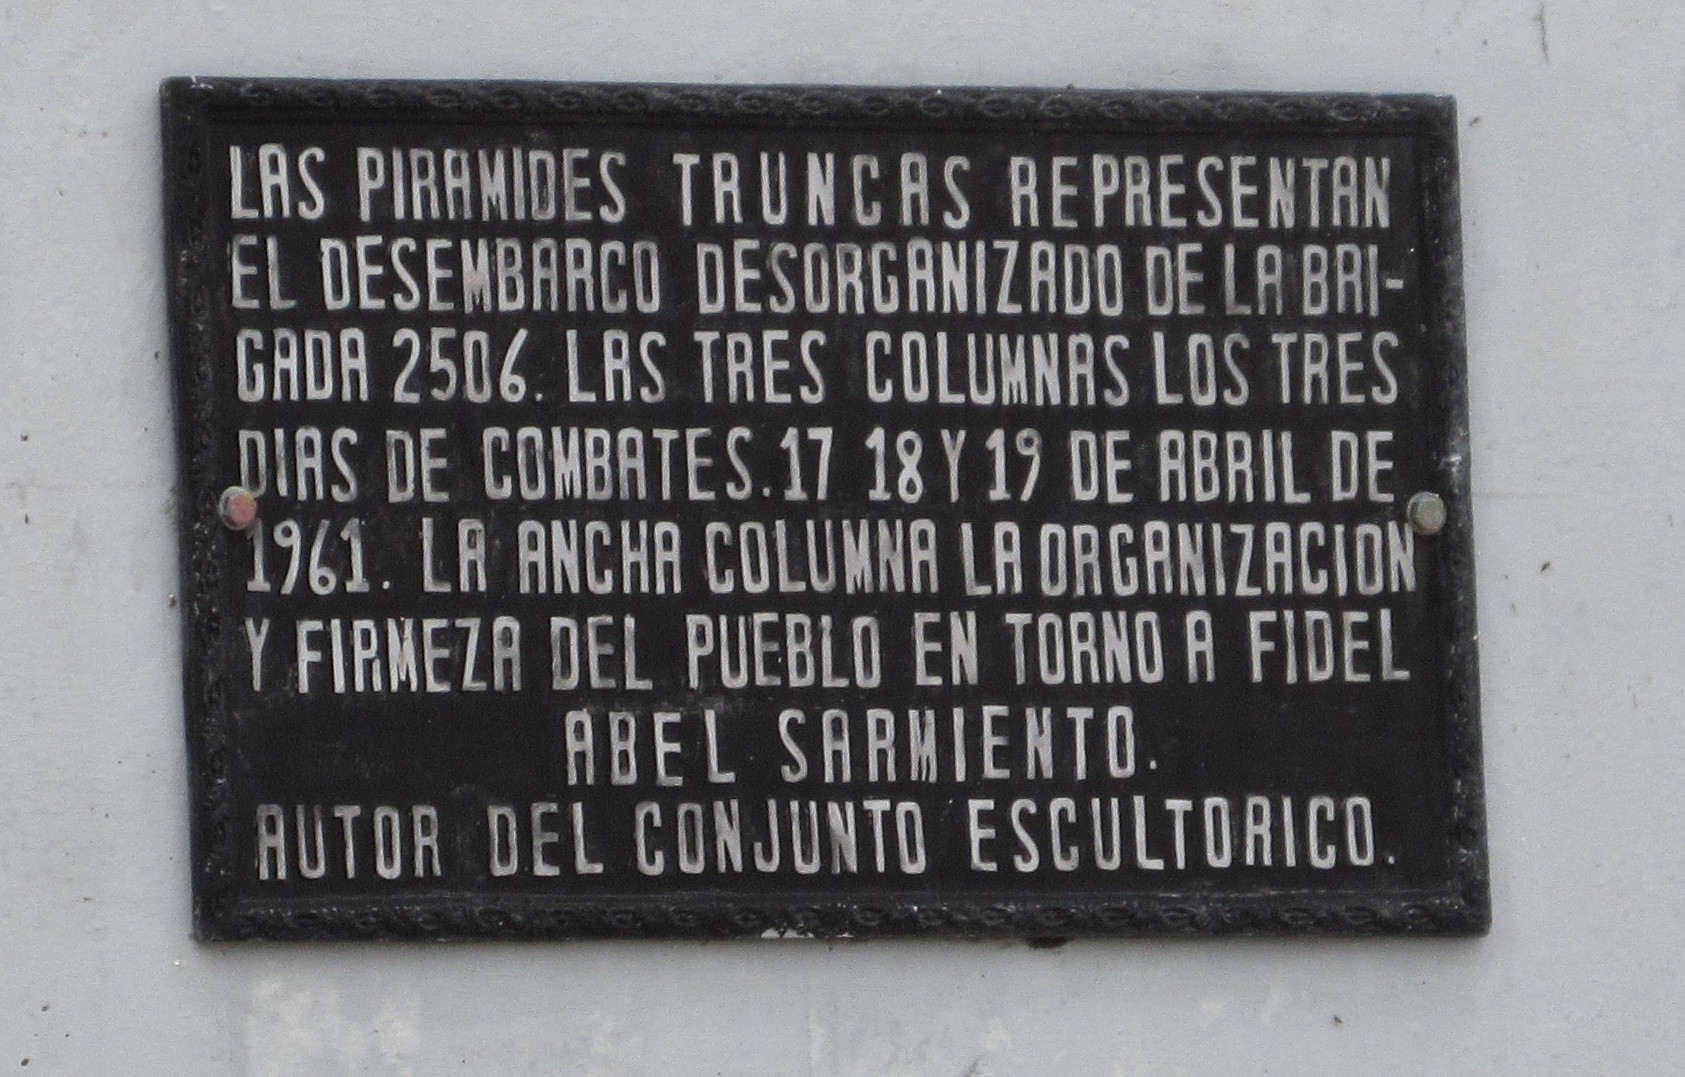 LAS PIRAMIDES TRUNCAS REPRESENTAN
EL DESEMBARCO DESORGANIZADO DE LA BRI-
GADA 2506. LAS TRES COLUMNAS LOS TRES
DIAS DE COMBATES. 17 18 Y 19 DE ABRIL DE
1961. LA ANCHA COLUMNA LA ORGANIZACION
Y FIRMEZA DEL PUEBLO EN TORNO A FIDEL
ABEL SARMIENTO.
AUTOR DEL CONJUNTO ESCULTORICO.